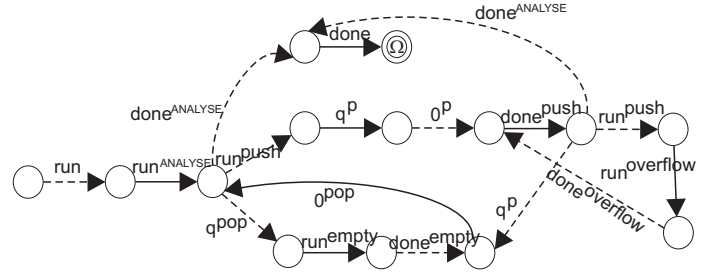 done^ANALYSE
done
Ω
done^ANALYSE
q^p
0^p
done^push
run^push
run
run^ANALYSE
run^push
run^overflow
done^overflow
0^pop
q^p
q^pop
run^empty
done^empty